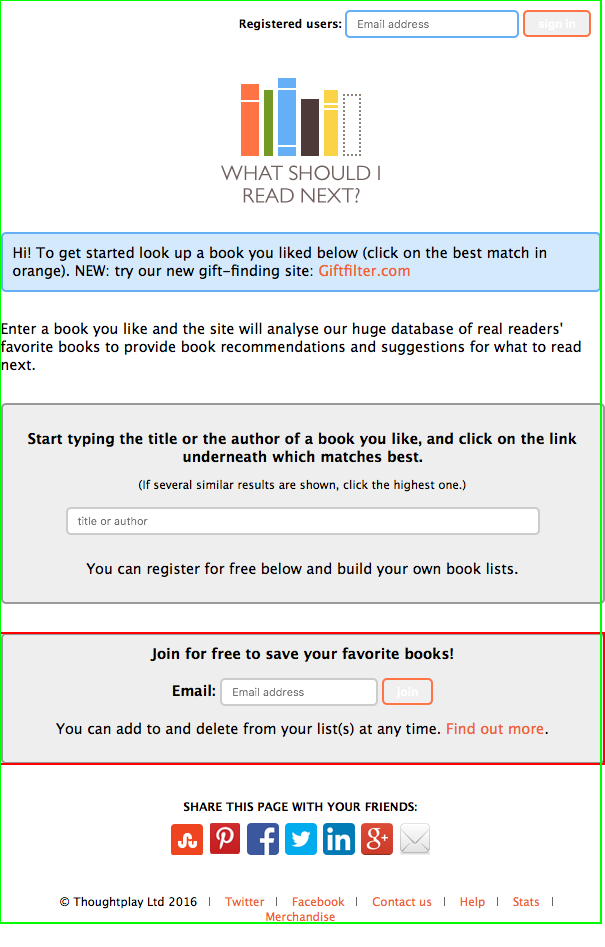 Registered users: Email address sign in
WHAT SHOULD I
READ NEXT?
Hi! To get started look up a book you liked below (click on the best match in
orange). NEW: try our new gift-finding site: Giftfilter.com
Enter a book you like and the site will analyse our huge database of real readers'
favorite books to provide book recommendations and suggestions for what to read
next.
Start typing the title or the author of a book you like, and click on the link
underneath which matches best.
(If several similar results are shown, click the highest one.)
title or author
You can register for free below and build your own book lists.
Join for free to save your favorite books!
Email: Email address join
You can add to and delete from your list(s) at any time. Find out more.
SHARE THIS PAGE WITH YOUR FRIENDS:
© Thoughtplay Ltd 2016 | Twitter | Facebook | Contact us | Help | Stats |
Merchandise